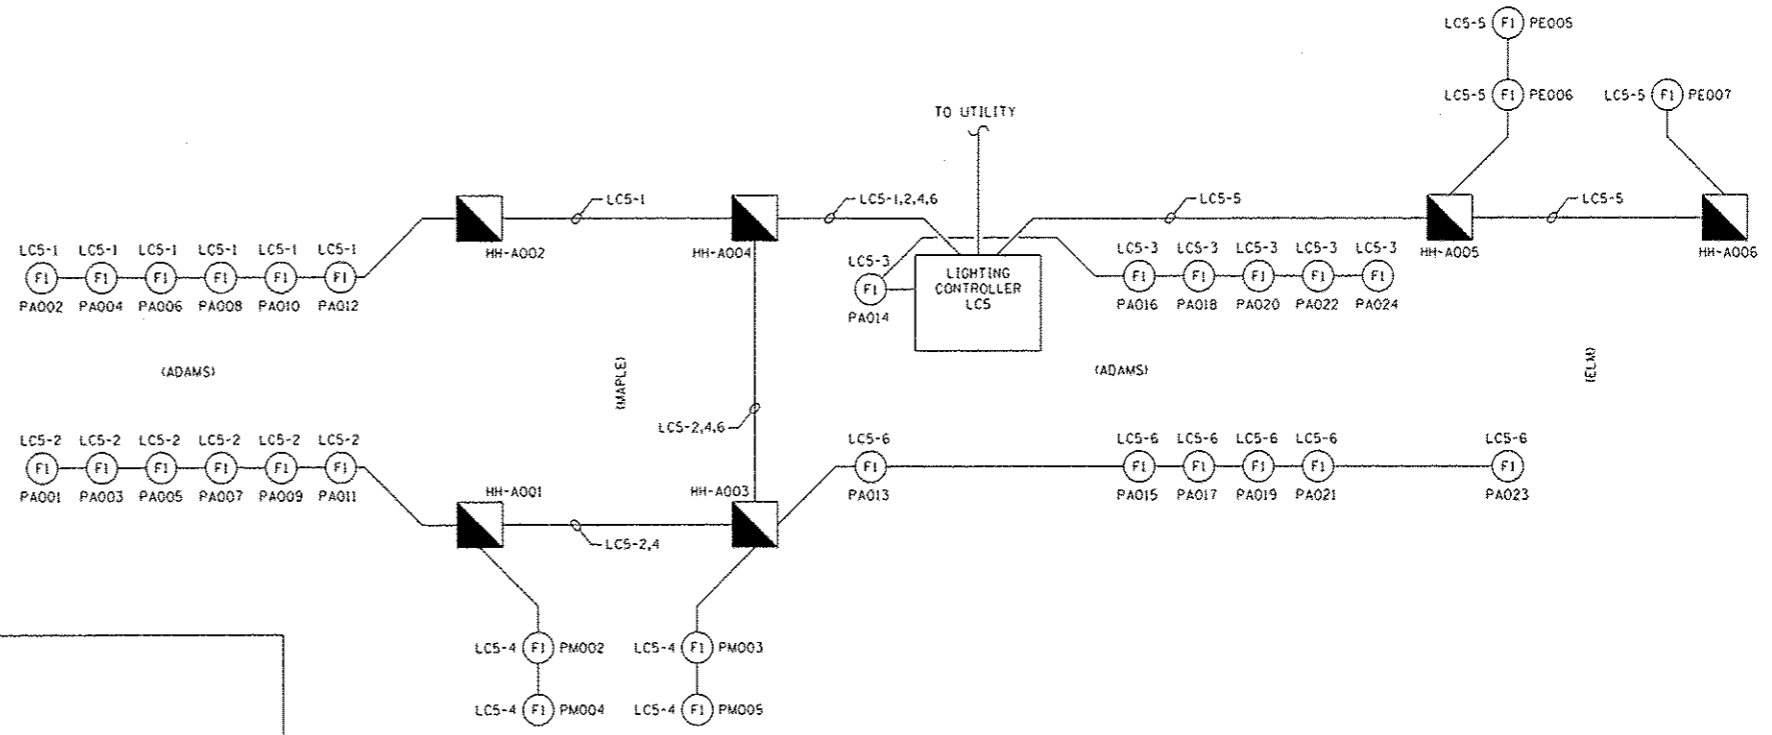 LC5-5 F1 PE005
LC5-5 F1 PE006
LC5-5 F1 PE007
TO UTILITY
LC5-1
LC5-1,2,4,6
LC5-5
LC5-5
HH-A002
HH-A004
HH-A005
HH-A006
LC5-1 LC5-1 LC5-1 LC5-1 LC5-1 LC5-1
F1 F1 F1 F1 F1 F1
PA002 PA004 PA006 PA008 PA010 PA012
LC5-3
F1
PA014
LIGHTING
CONTROLLER
LC5
LC5-3 LC5-3 LC5-3 LC5-3 LC5-3
F1 F1 F1 F1 F1
PA016 PA018 PA020 PA022 PA024
(ADAMS)
(MAPLE)
(ADAMS)
(ELM)
LC5-2,4,6
LC5-2 LC5-2 LC5-2 LC5-2 LC5-2 LC5-2
F1 F1 F1 F1 F1 F1
PA001 PA003 PA005 PA007 PA009 PA011
LC5-6 LC5-6 LC5-6 LC5-6 LC5-6 LC5-6
F1 F1 F1 F1 F1 F1
PA013 PA015 PA017 PA019 PA021 PA023
HH-A001
HH-A003
LC5-2,4
LC5-4 F1 PM002
LC5-4 F1 PM003
LC5-4 F1 PM004
LC5-4 F1 PM005